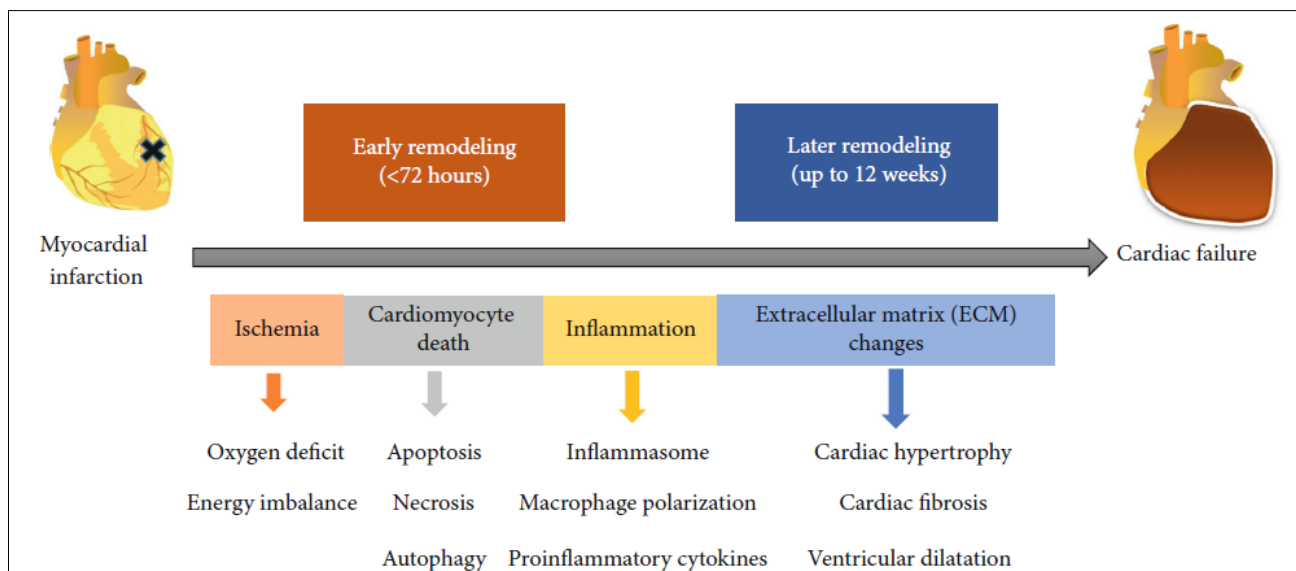 Early remodeling
(<72 hours)
Later remodeling
(up to 12 weeks)
Myocardial
infarction
Cardiac failure
Ischemia
Cardiomyocyte
death
Inflammation
Extracellular matrix (ECM)
changes
Oxygen deficit
Energy imbalance
Apoptosis
Necrosis
Autophagy
Inflammasome
Macrophage polarization
Proinflammatory cytokines
Cardiac hypertrophy
Cardiac fibrosis
Ventricular dilatation